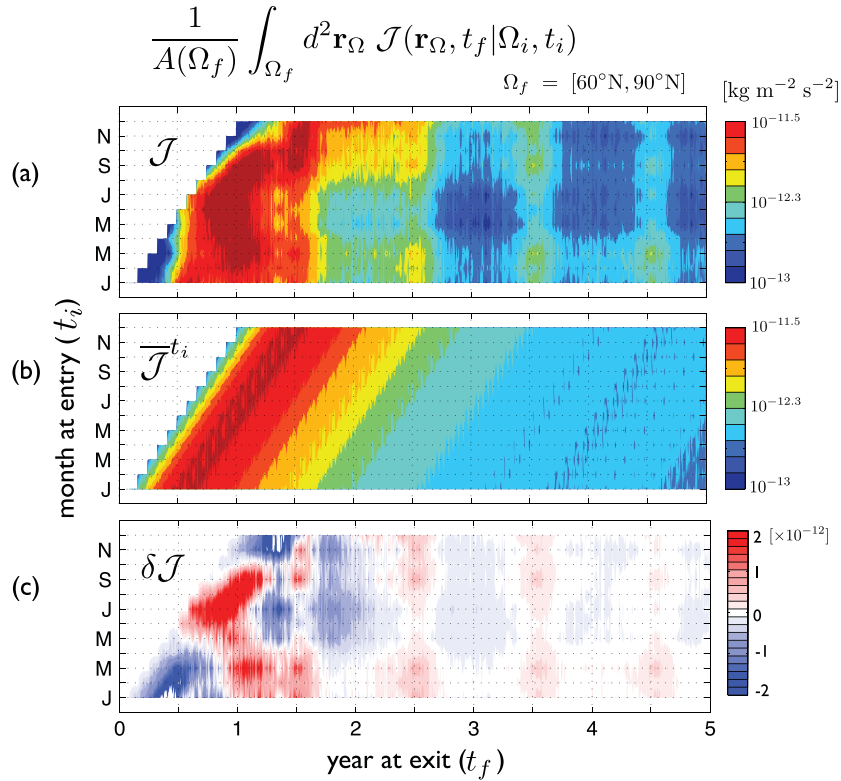 1/A(Ω_f) ∫_{Ω_f} d²r_Ω 𝒥(r_Ω, t_f|Ω_i, t_i)
Ω_f = [60°N, 90°N]
[kg m⁻² s⁻²]
(a)
𝒥
N
S
J
M
M
J
10^{-11.5}
10^{-12.3}
10^{-13}
month at entry (t_i)
(b)
𝒥̅^{t_i}
N
S
J
M
M
J
10^{-11.5}
10^{-12.3}
10^{-13}
(c)
δ𝒥
N
S
J
M
M
J
2 [×10^{-12}]
1
0
-1
-2
0 1 2 3 4 5
year at exit (t_f)